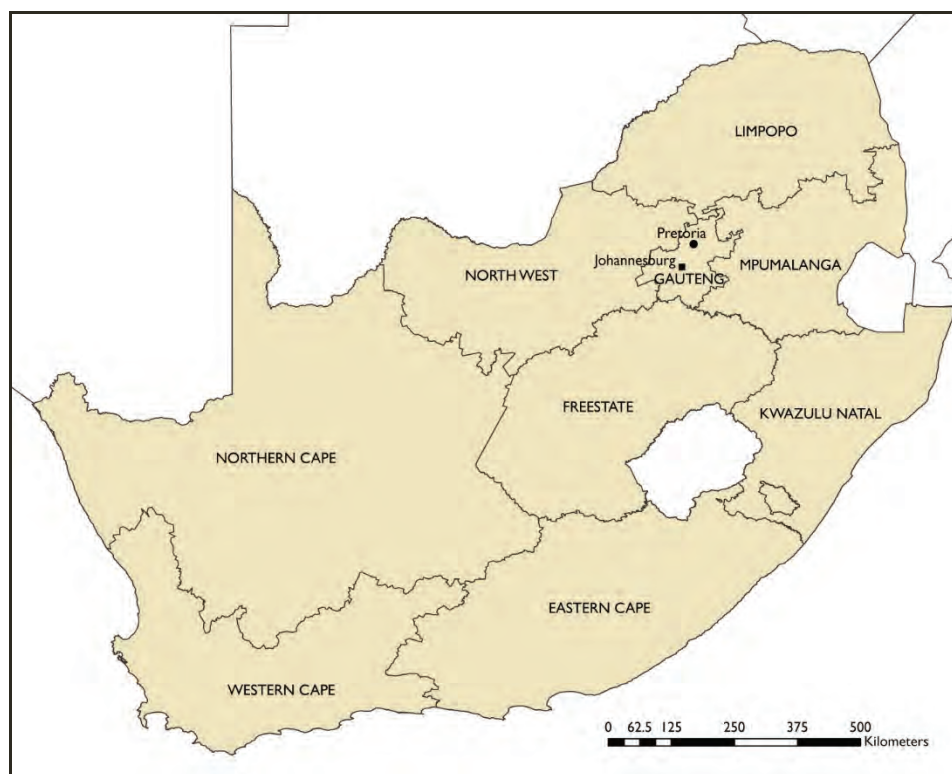 LIMPOPO
Pretoria
Johannesburg
NORTH WEST
MPUMALANGA
GAUTENG
FREESTATE
KWAZULU NATAL
NORTHERN CAPE
EASTERN CAPE
WESTERN CAPE
0 62.5 125 250 375 500
Kilometers